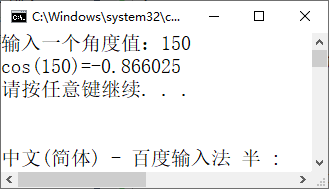 C:\Windows\system32\c...
输入一个角度值：150
cos(150)=-0.866025
请按任意键继续. . .
中文(简体) - 百度输入法 半 :